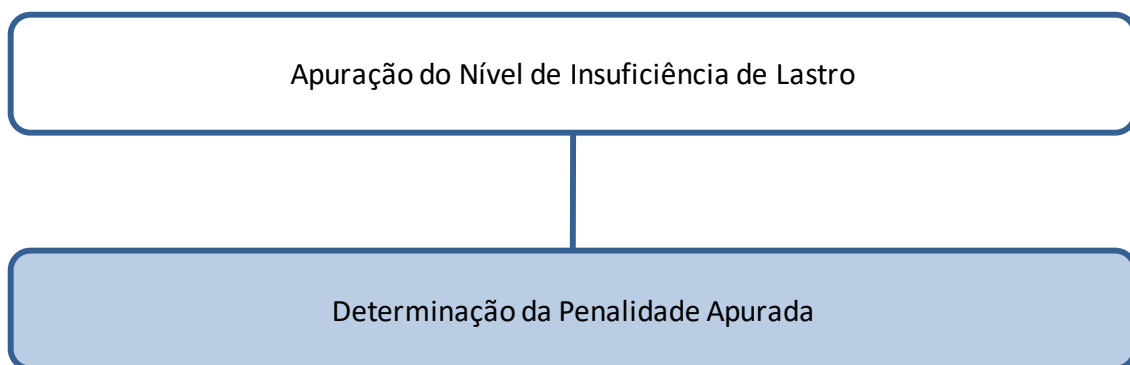 Apuração do Nível de Insuficiência de Lastro
Determinação da Penalidade Apurada